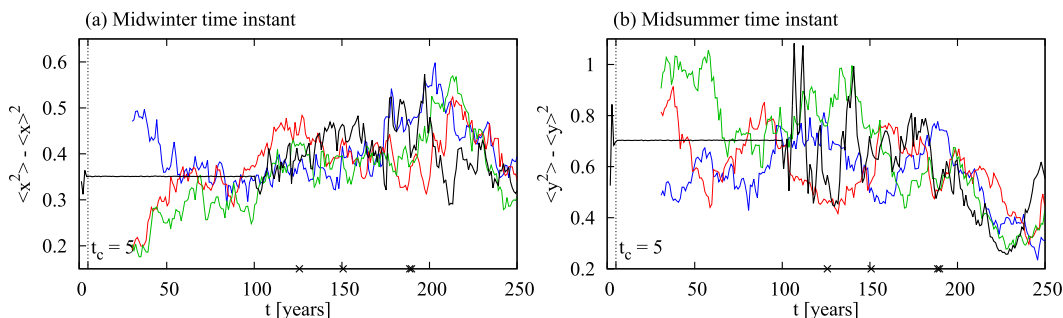 (a) Midwinter time instant
<x²> - <x>²
0.6
0.5
0.4
0.3
0.2
t_c = 5
0 50 100 150 200 250
t [years]
(b) Midsummer time instant
<y²> - <y>²
1
0.8
0.6
0.4
0.2
t_c = 5
0 50 100 150 200 250
t [years]